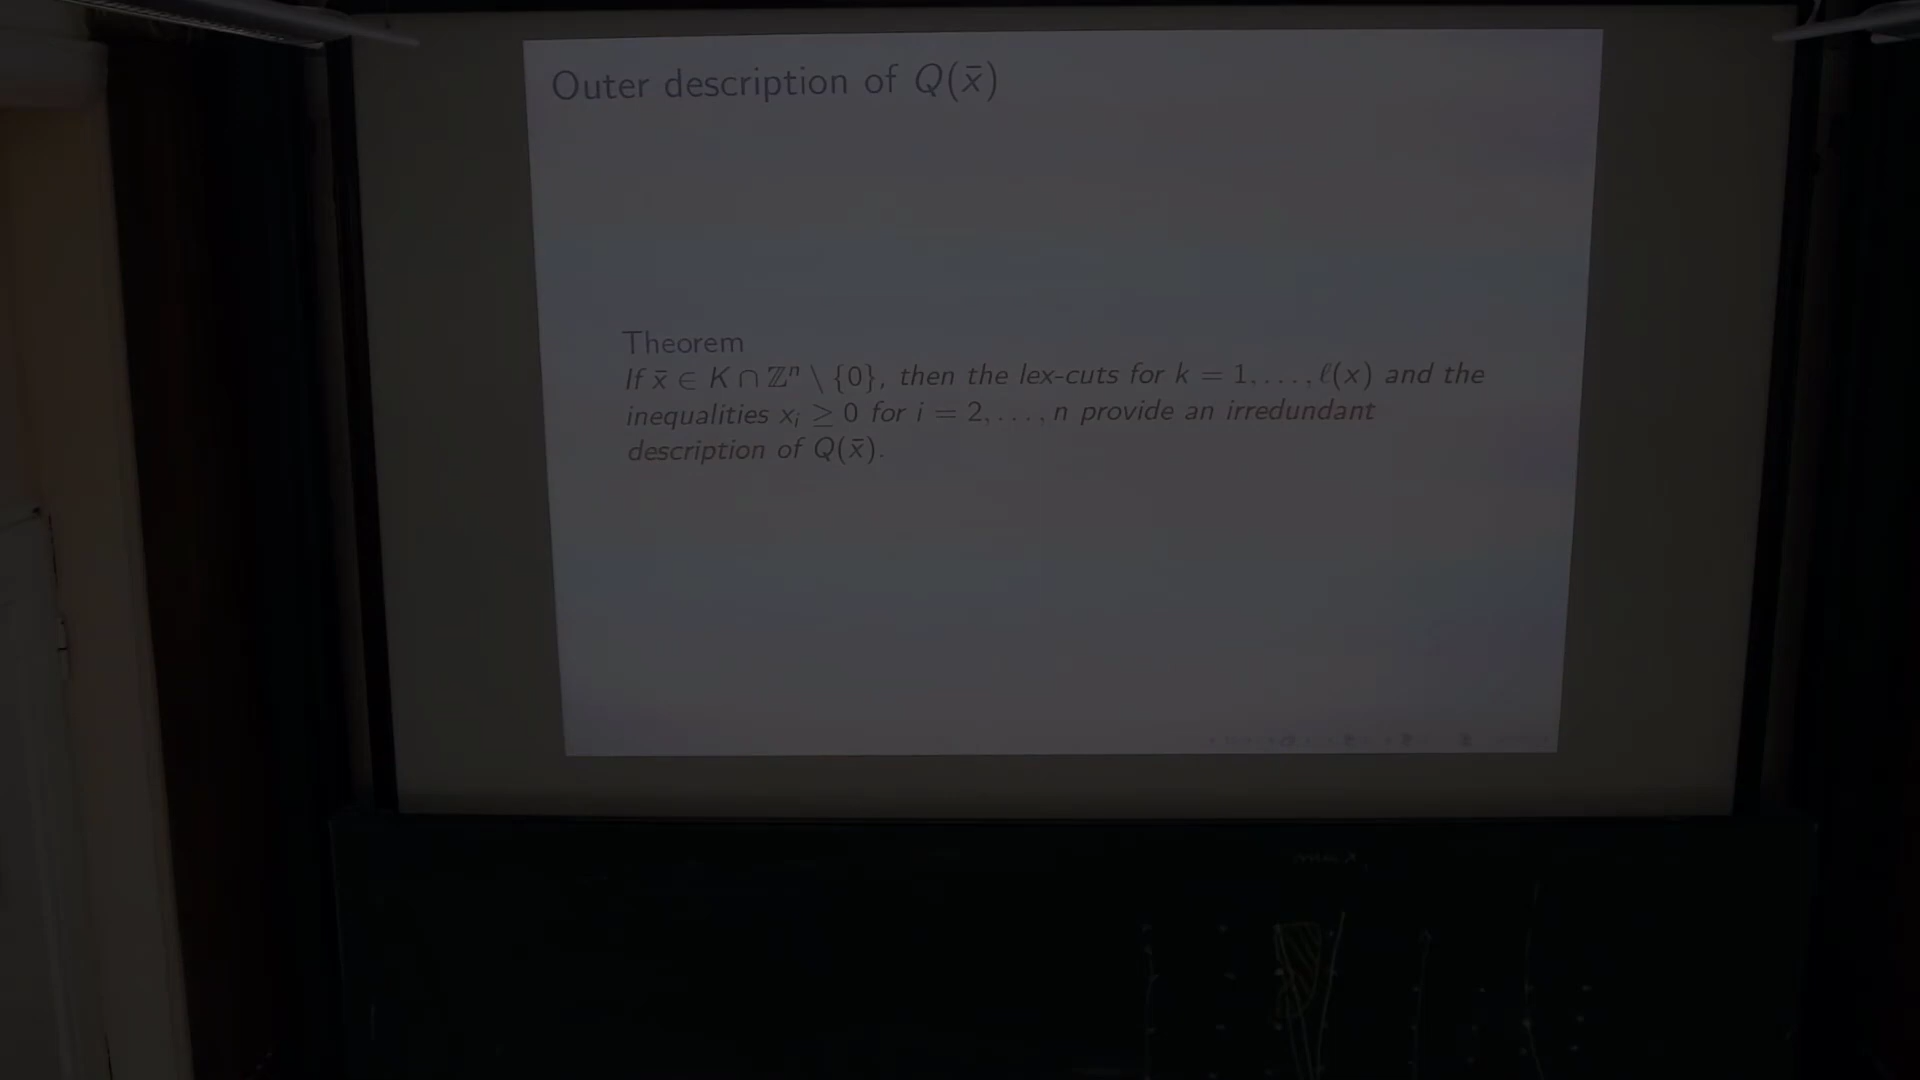 Outer description of Q(x̄)
Theorem
If x̄ ∈ K ∩ ℤⁿ \ {0}, then the lex-cuts for k = 1, . . . , ℓ(x) and the
inequalities xᵢ ≥ 0 for i = 2, . . . , n provide an irredundant
description of Q(x̄).
max